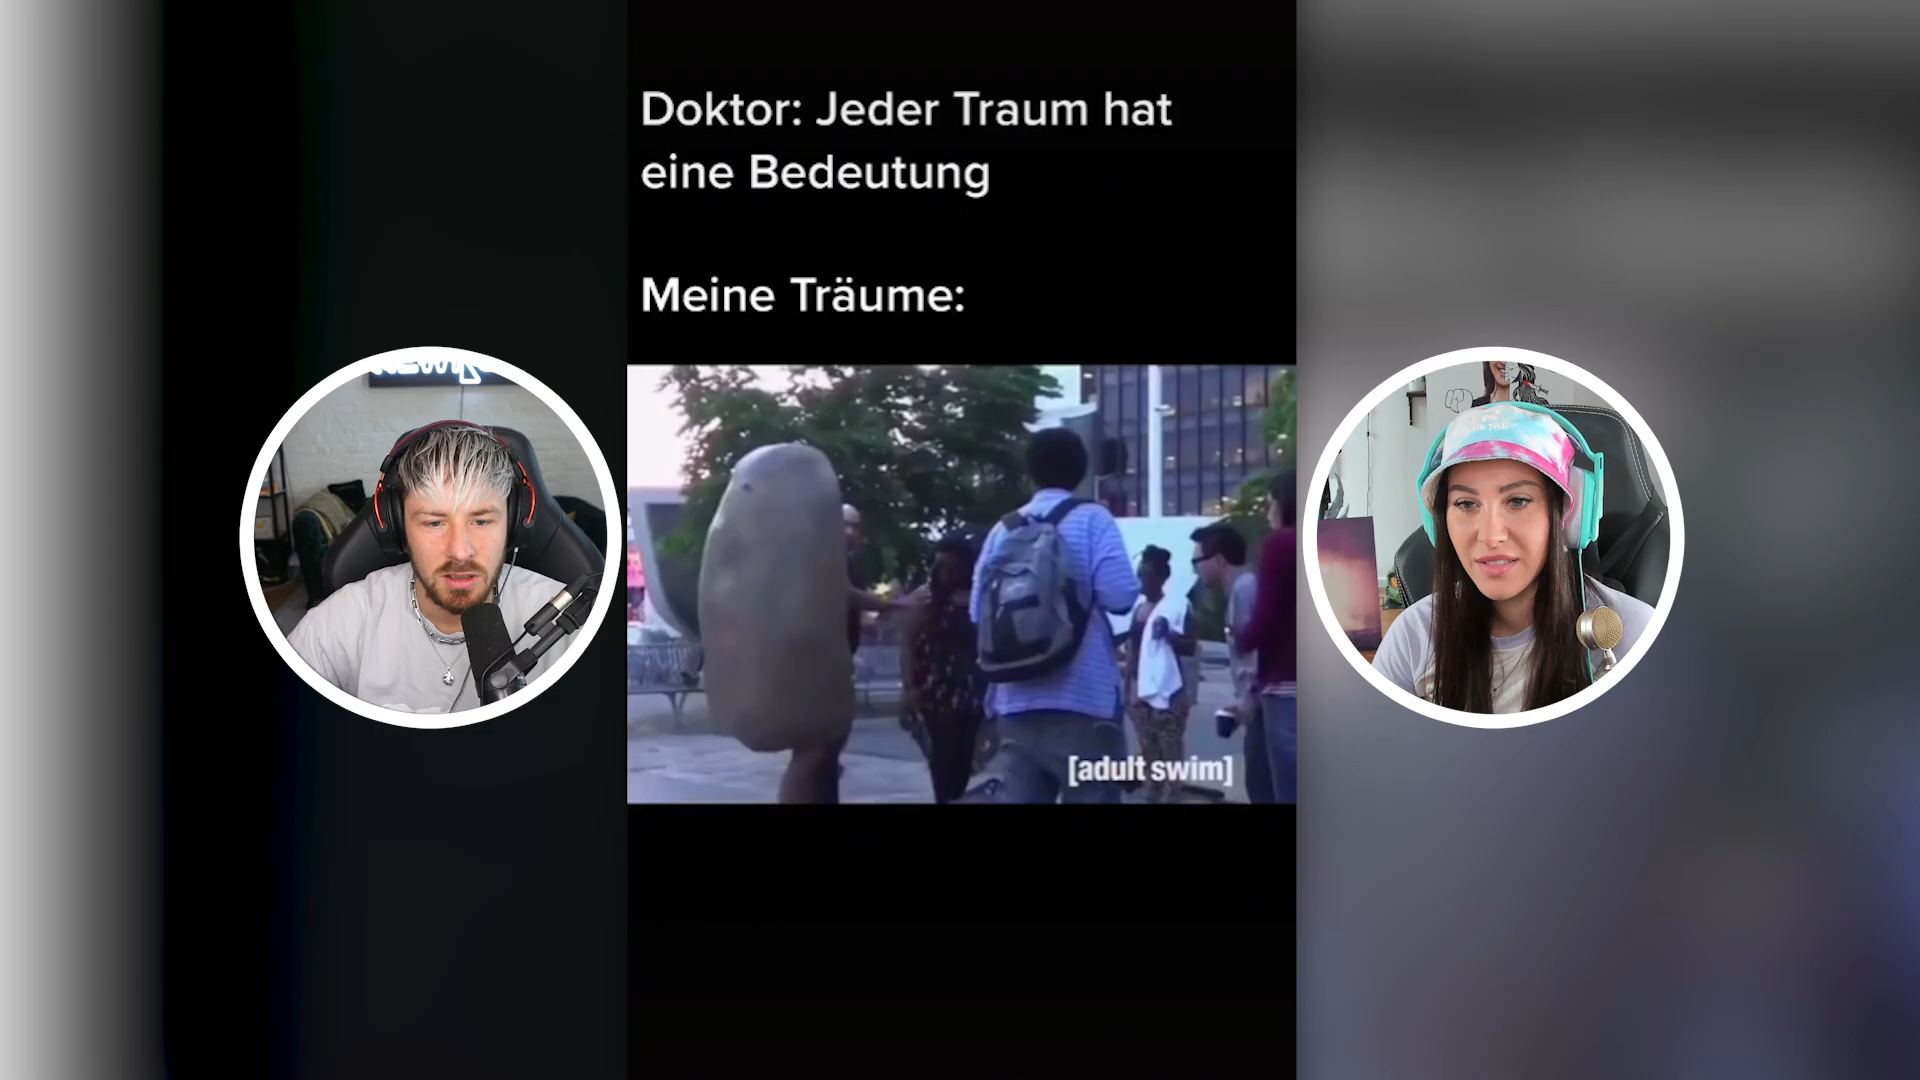 Doktor: Jeder Traum hat
eine Bedeutung
Meine Träume:
[adult swim]